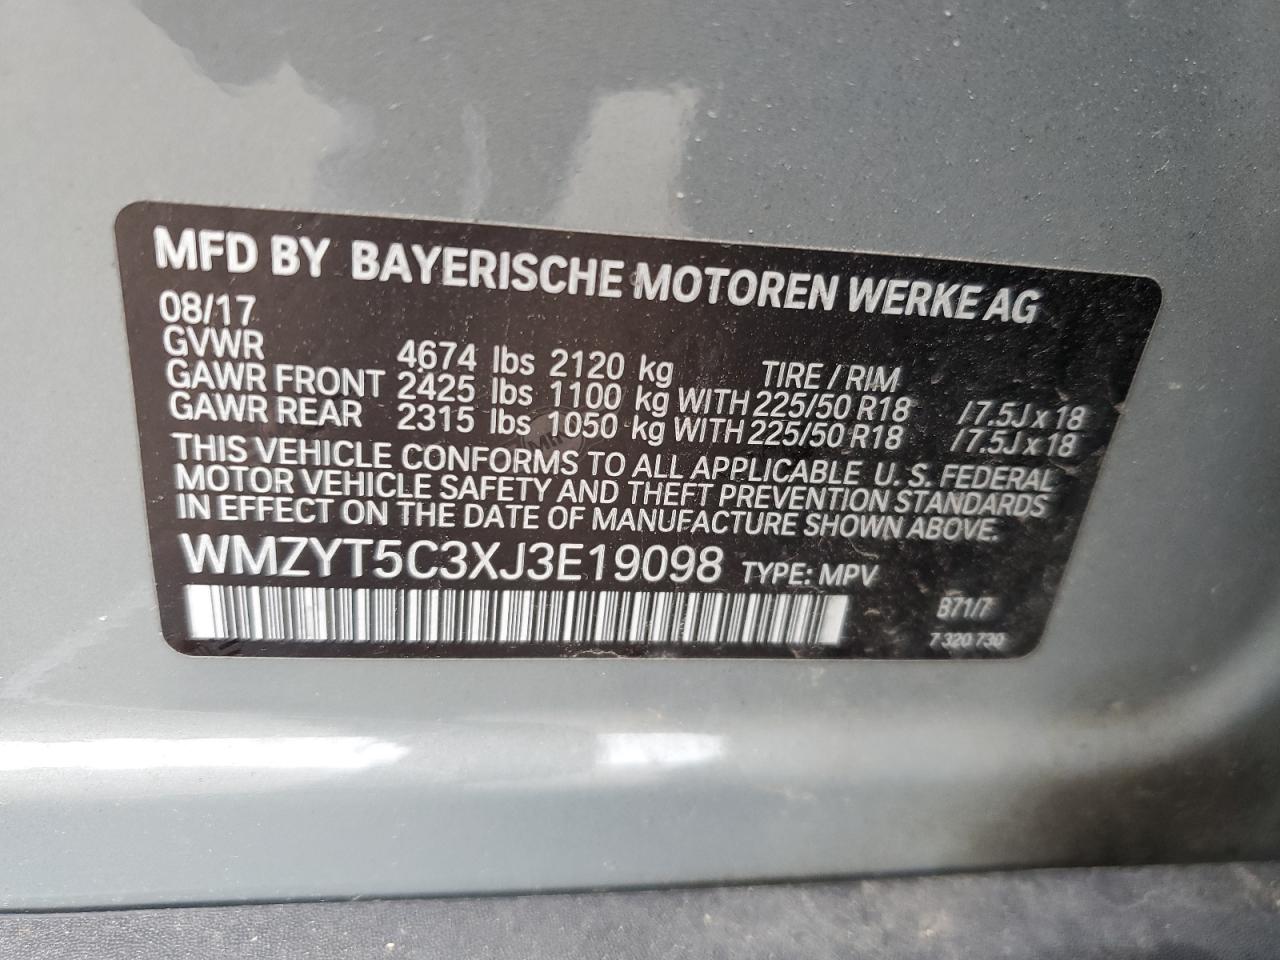 MFD BY BAYERISCHE MOTOREN WERKE AG
08/17
GVWR 4674 lbs 2120 kg TIRE / RIM
GAWR FRONT 2425 lbs 1100 kg WITH 225/50 R18 /7.5J x 18
GAWR REAR 2315 lbs 1050 kg WITH 225/50 R18 /7.5J x 18
THIS VEHICLE CONFORMS TO ALL APPLICABLE U. S. FEDERAL
MOTOR VEHICLE SAFETY AND THEFT PREVENTION STANDARDS
IN EFFECT ON THE DATE OF MANUFACTURE SHOWN ABOVE.
WMZYT5C3XJ3E19098 TYPE: MPV
B71/7
7 320 730